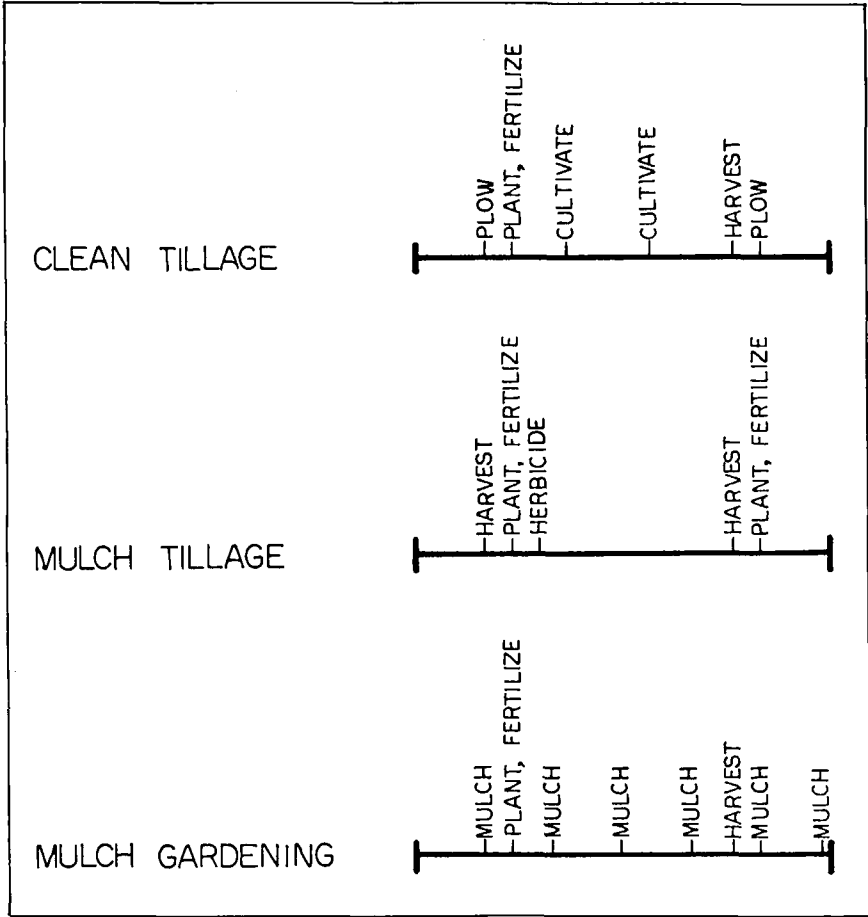 CLEAN TILLAGE
PLOW
PLANT, FERTILIZE
CULTIVATE
CULTIVATE
HARVEST
PLOW
MULCH TILLAGE
HARVEST
PLANT, FERTILIZE
HERBICIDE
HARVEST
PLANT, FERTILIZE
MULCH GARDENING
MULCH
PLANT, FERTILIZE
MULCH
MULCH
MULCH
HARVEST
MULCH
MULCH